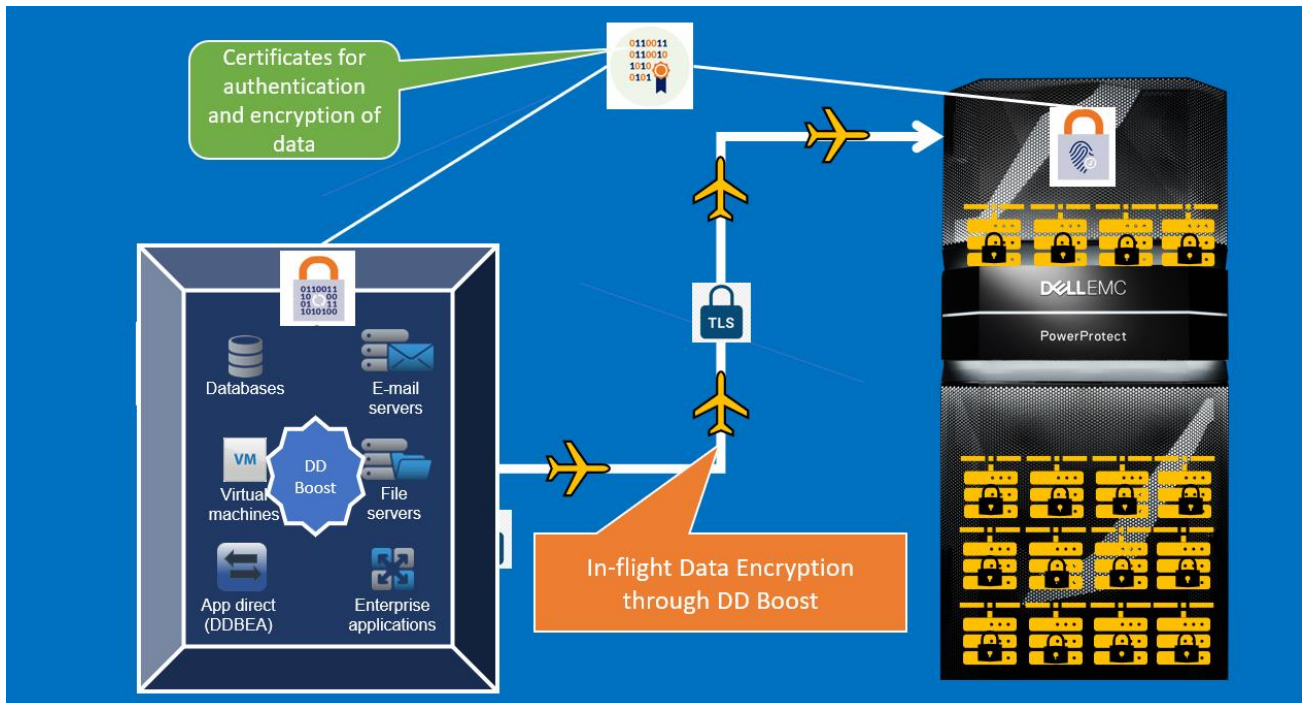 Certificates for
authentication
and encryption of
data
0110011
0110010
1010
0101
0110011
10 00
01 11
1010100
Databases
E-mail
servers
VM
Virtual
machines
DD
Boost
File
servers
App direct
(DDBEA)
Enterprise
applications
TLS
In-flight Data Encryption
through DD Boost
DELLEMC
PowerProtect